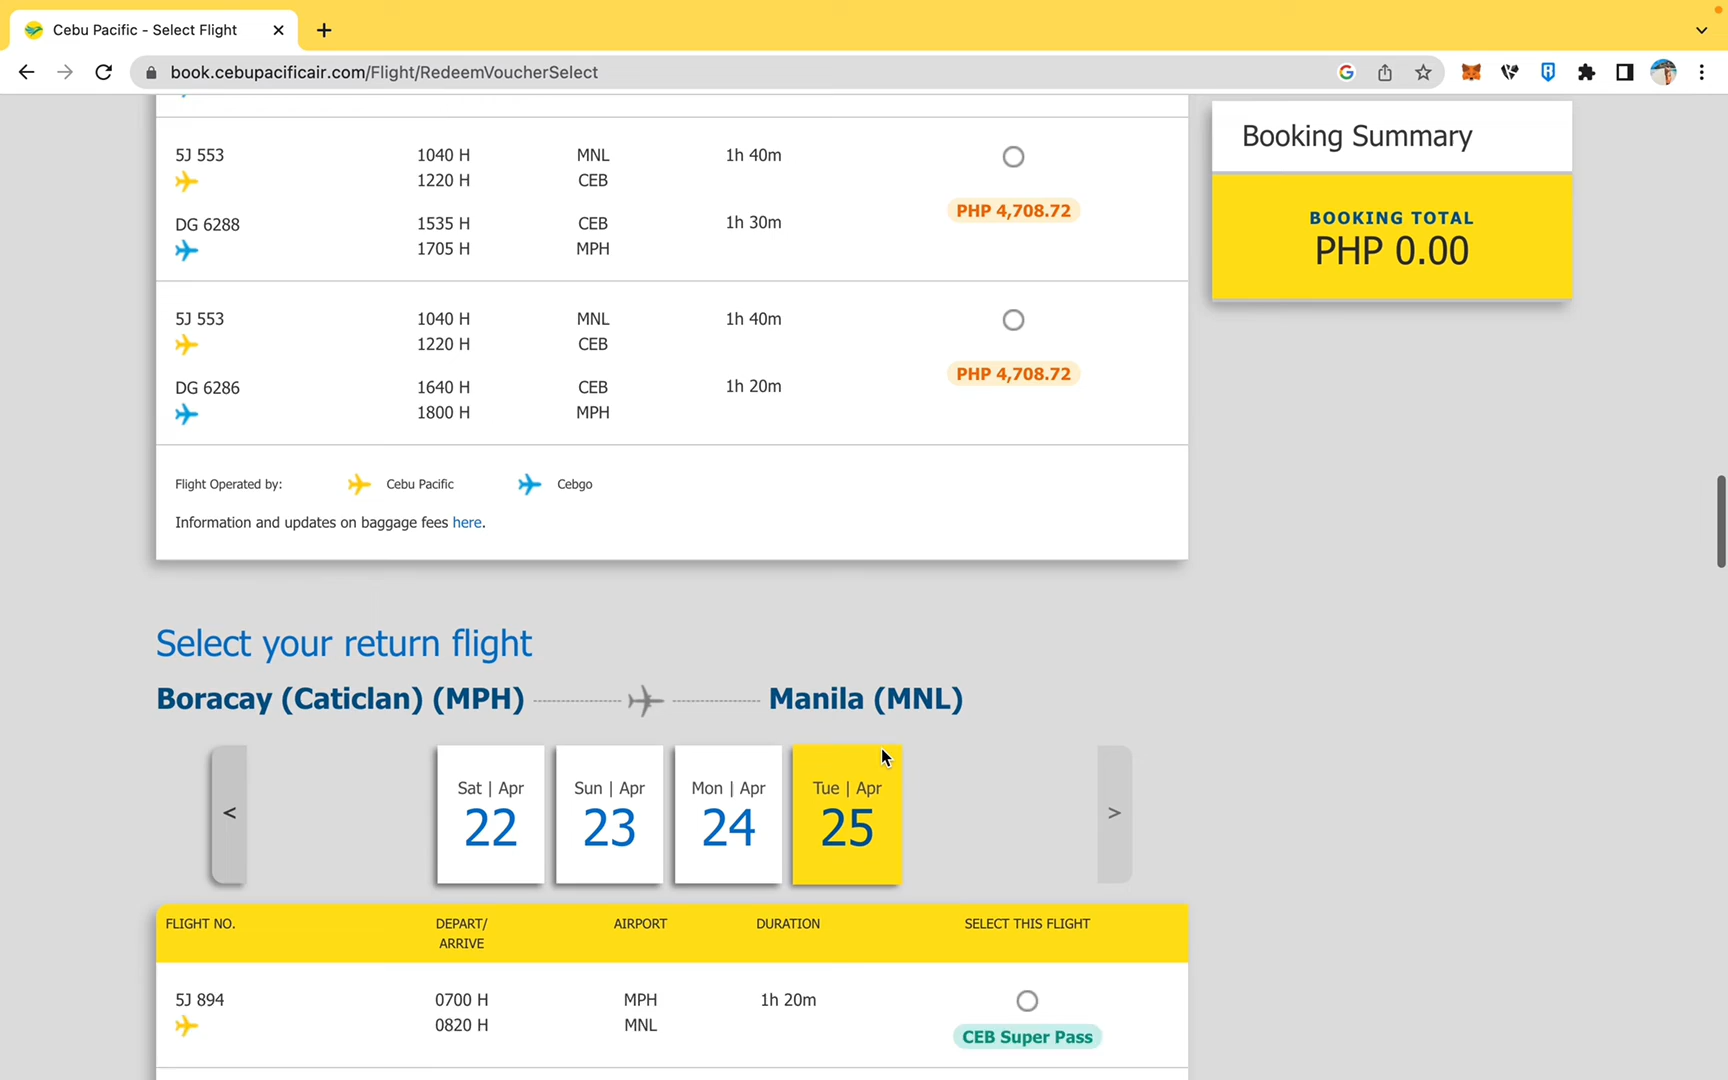 Cebu Pacific - Select Flight
book.cebupacificair.com/Flight/RedeemVoucherSelect
Booking Summary
BOOKING TOTAL
PHP 0.00
5J 553 1040 H MNL 1h 40m
1220 H CEB
PHP 4,708.72
DG 6288 1535 H CEB 1h 30m
1705 H MPH
5J 553 1040 H MNL 1h 40m
1220 H CEB
PHP 4,708.72
DG 6286 1640 H CEB 1h 20m
1800 H MPH
Flight Operated by: Cebu Pacific Cebgo
Information and updates on baggage fees here.
Select your return flight
Boracay (Caticlan) (MPH) Manila (MNL)
Sat | Apr Sun | Apr Mon | Apr Tue | Apr
< 22 23 24 25 >
FLIGHT NO. DEPART/ AIRPORT DURATION SELECT THIS FLIGHT
ARRIVE
5J 894 0700 H MPH 1h 20m
0820 H MNL
CEB Super Pass